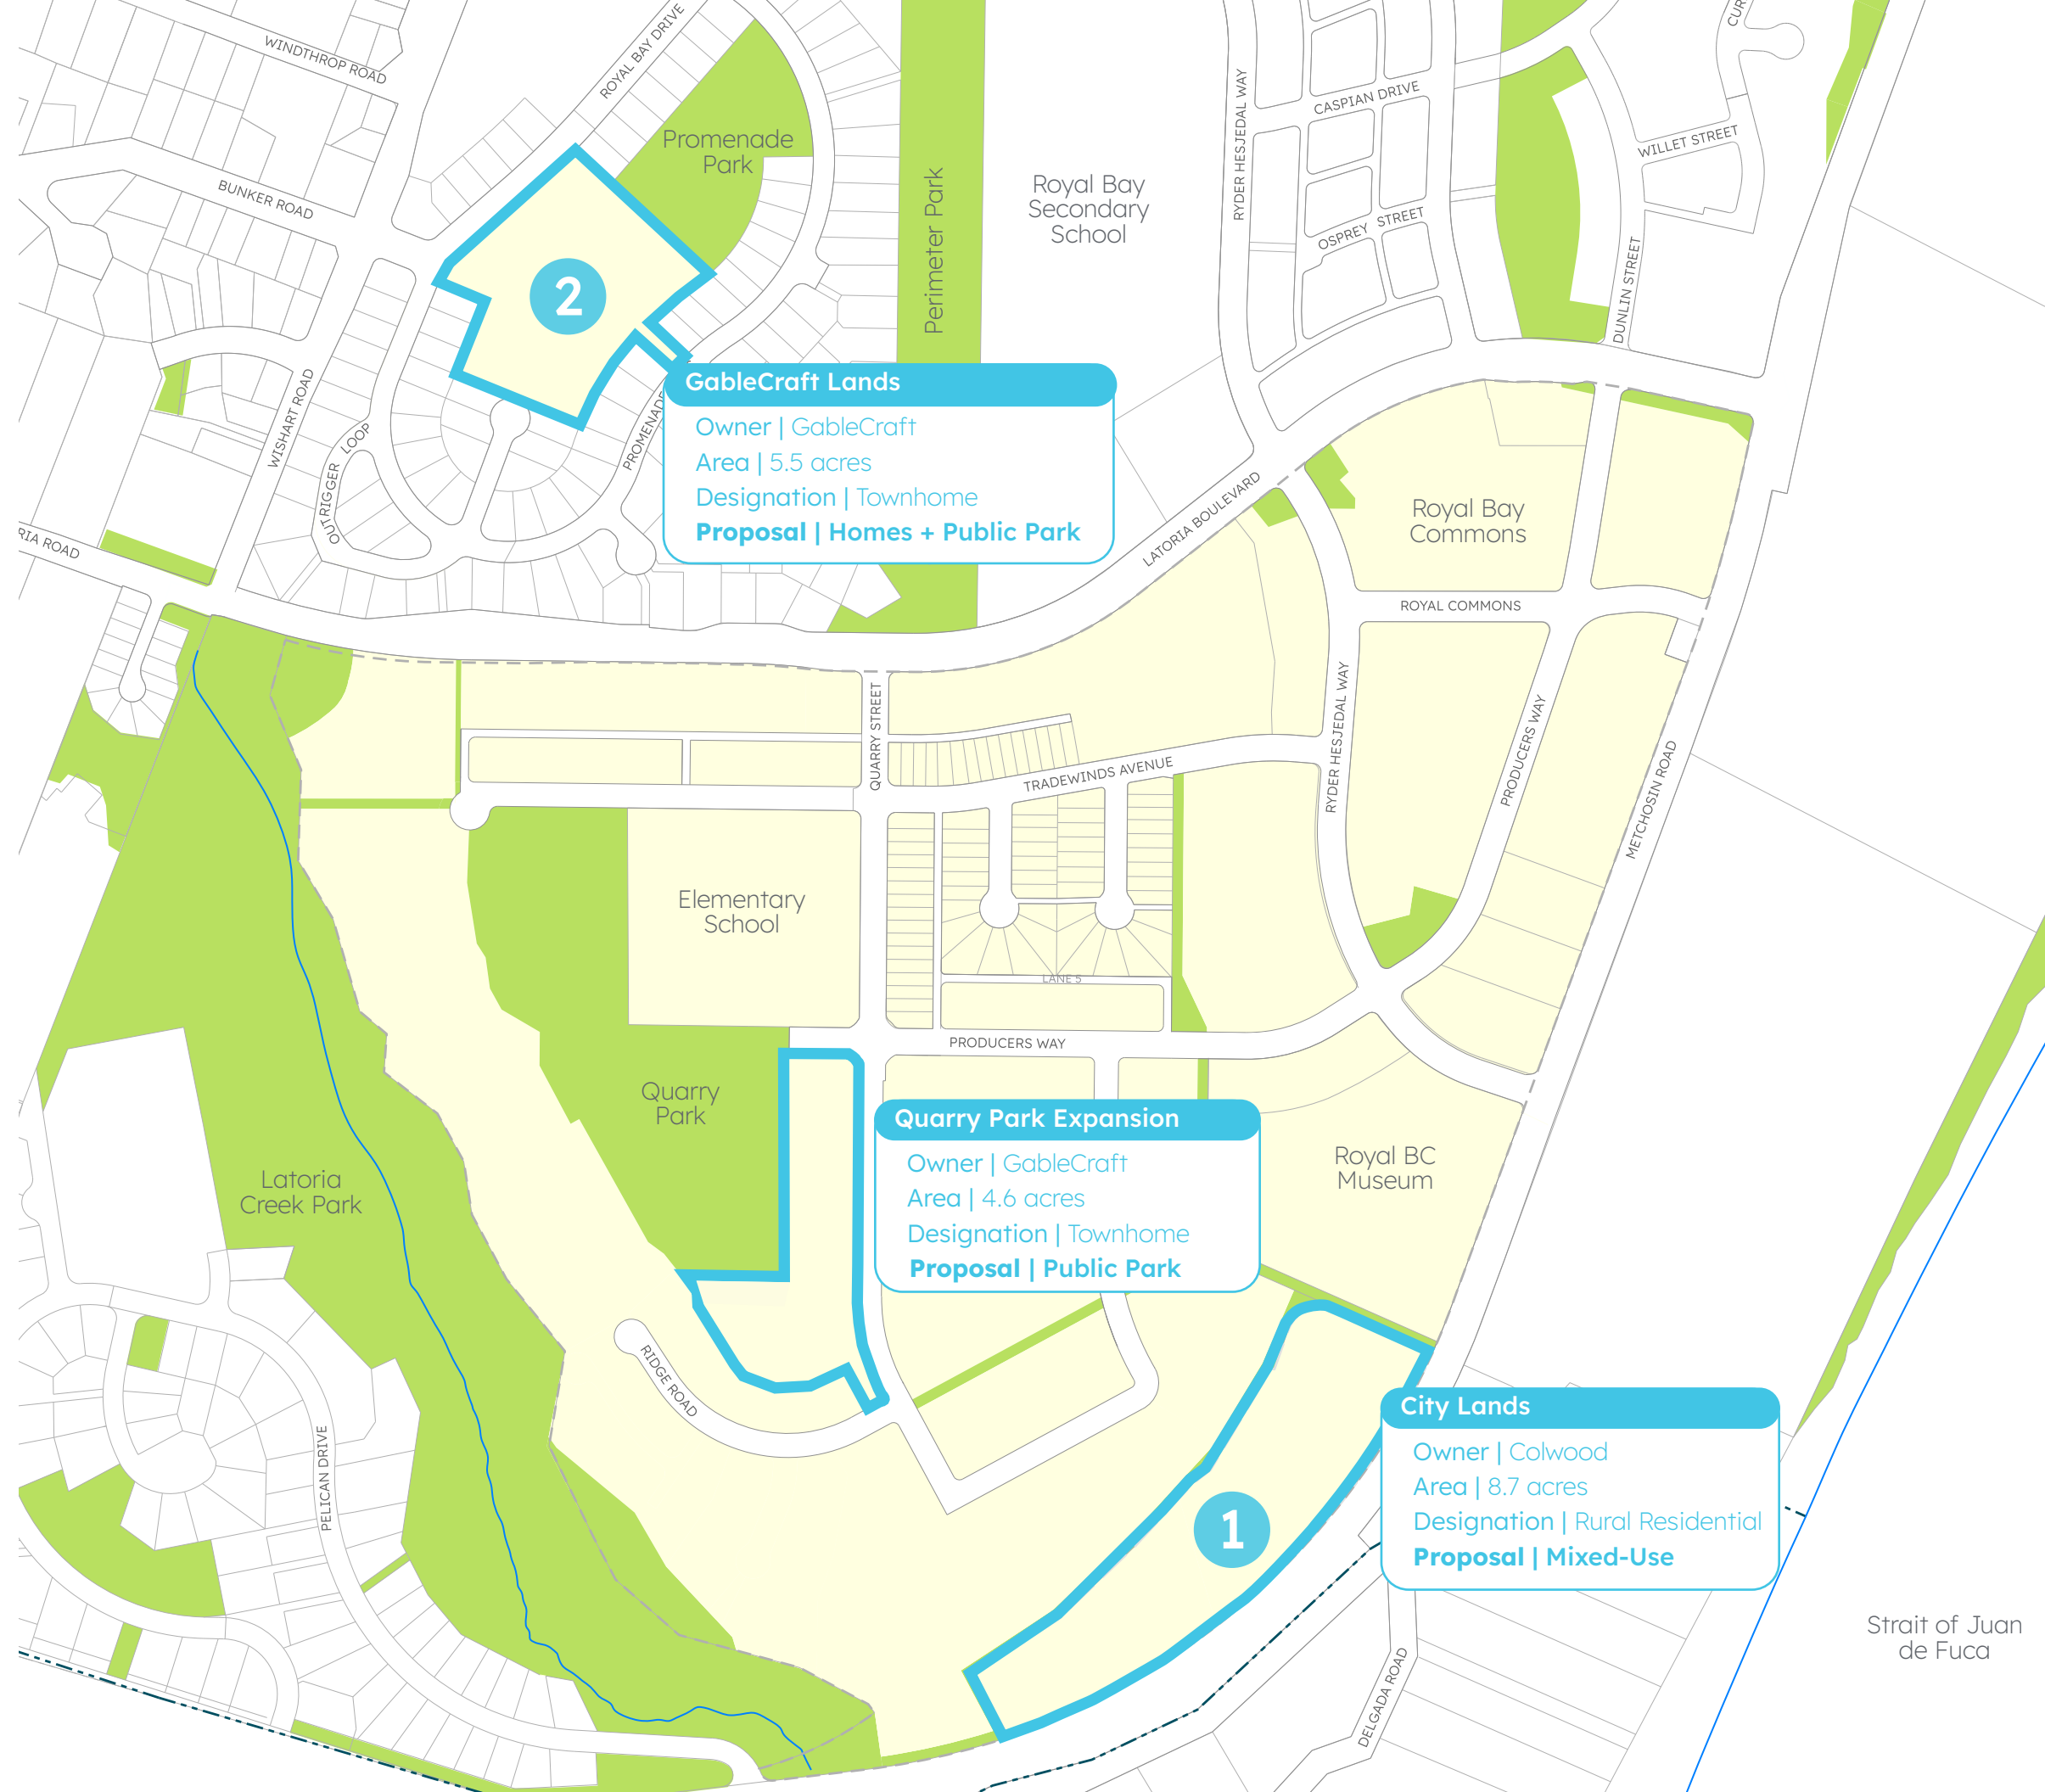 WINDTHROP ROAD
ROYAL BAY DRIVE
CASPIAN DRIVE
WILLET STREET
Promenade
Park
BUNKER ROAD
Perimeter Park
Royal Bay
Secondary
School
RYDER HESJEDAL WAY
OSPREY STREET
DUNLIN STREET
2
WISHART ROAD
OUTRIGGER LOOP
GableCraft Lands
Owner | GableCraft
Area | 5.5 acres
Designation | Townhome
Proposal | Homes + Public Park
LATORIA BOULEVARD
Royal Bay
Commons
ROYAL COMMONS
QUARRY STREET
TRADEWINDS AVENUE
RYDER HESJEDAL WAY
PRODUCERS WAY
METCHOSIN ROAD
Elementary
School
LANE 5
PRODUCERS WAY
Quarry
Park
Quarry Park Expansion
Owner | GableCraft
Area | 4.6 acres
Designation | Townhome
Proposal | Public Park
Royal BC
Museum
Latoria
Creek Park
RIDGE ROAD
PELICAN DRIVE
City Lands
Owner | Colwood
Area | 8.7 acres
Designation | Rural Residential
Proposal | Mixed-Use
1
DELGADA ROAD
Strait of Juan
de Fuca